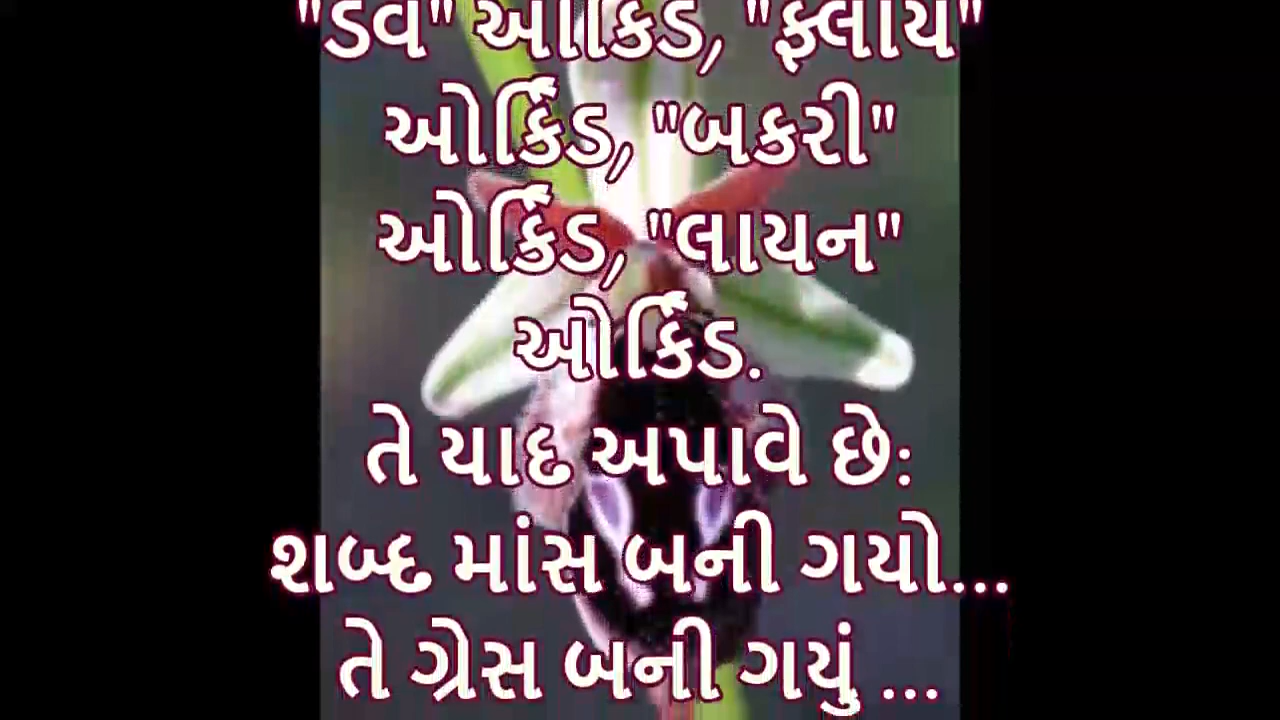 "ડવ" ઓર્કિડ, "ફ્લાય"
ઓર્કિડ, "બકરી"
ઓર્કિડ, "લાયન"
ઓર્કિડ.
તે યાદ અપાવે છે:
શબ્દ માંસ બની ગયો...
તે ગ્રેસ બની ગયું ...